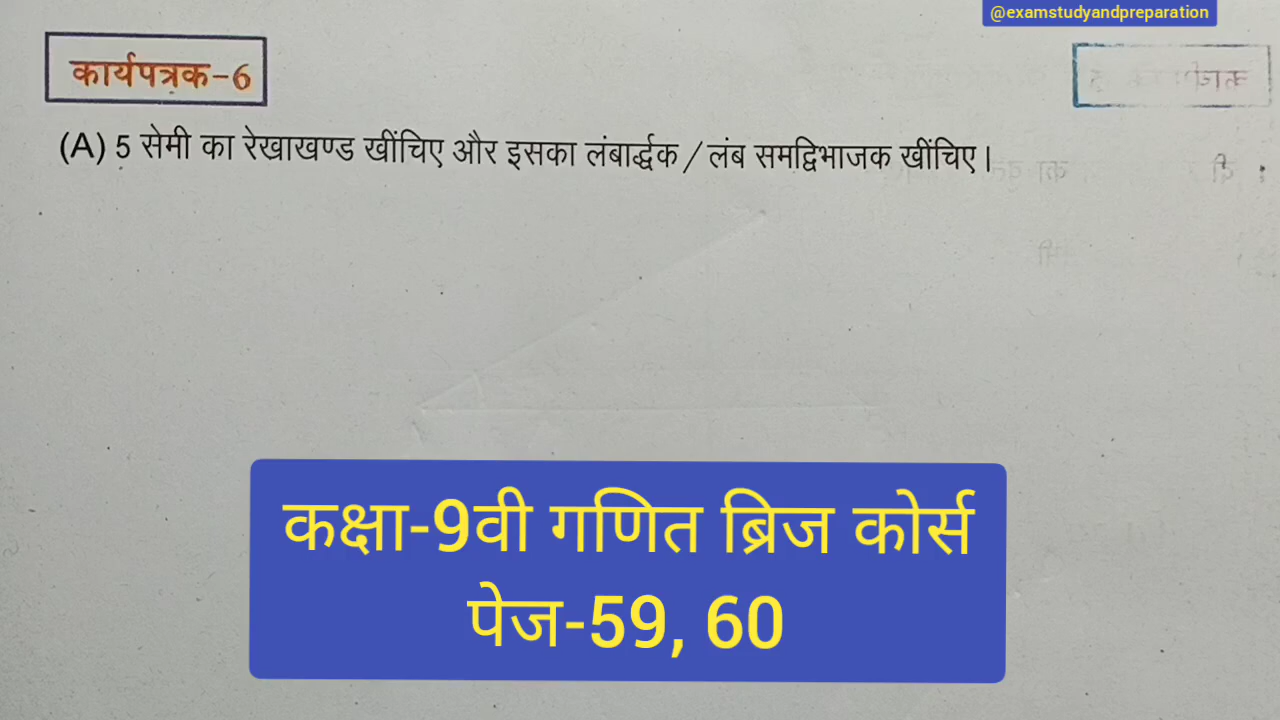 @examstudyandpreparation
कार्यपत्रक-6
(A) 5 सेमी का रेखाखण्ड खींचिए और इसका लंबार्द्धक/लंब समद्विभाजक खींचिए।
कक्षा-9वी गणित ब्रिज कोर्स
पेज-59, 60